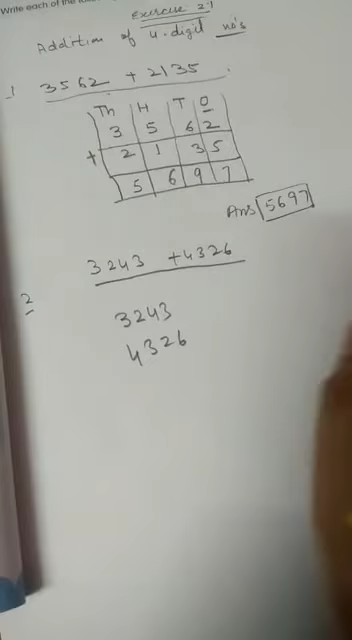 Write each of the
Exercise 2.1
Addition of 4-digit no's
1 3562 + 2135
Th H T O
3 5 6 2
+ 2 1 3 5
5 6 9 7
Ans 5697
2 3243 + 4326
3243
4326